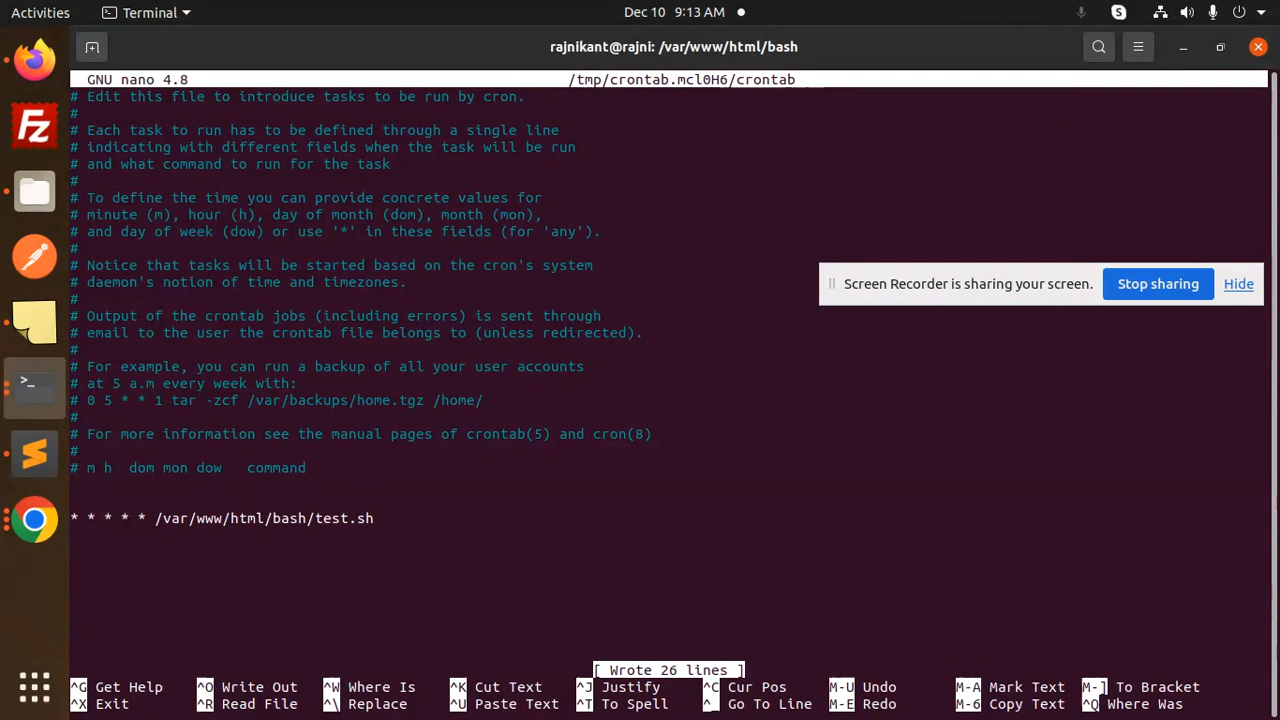 Activities
Terminal
Dec 10 9:13 AM
rajnikant@rajni: /var/www/html/bash
GNU nano 4.8
/tmp/crontab.mcl0H6/crontab
# Edit this file to introduce tasks to be run by cron.
#
# Each task to run has to be defined through a single line
# indicating with different fields when the task will be run
# and what command to run for the task
#
# To define the time you can provide concrete values for
# minute (m), hour (h), day of month (dom), month (mon),
# and day of week (dow) or use '*' in these fields (for 'any').
#
# Notice that tasks will be started based on the cron's system
# daemon's notion of time and timezones.
#
# Output of the crontab jobs (including errors) is sent through
# email to the user the crontab file belongs to (unless redirected).
#
# For example, you can run a backup of all your user accounts
# at 5 a.m every week with:
# 0 5 * * 1 tar -zcf /var/backups/home.tgz /home/
#
# For more information see the manual pages of crontab(5) and cron(8)
#
# m h  dom mon dow   command
* * * * * /var/www/html/bash/test.sh
Screen Recorder is sharing your screen.
Stop sharing
Hide
[ Wrote 26 lines ]
^G Get Help ^O Write Out ^W Where Is ^K Cut Text ^J Justify ^C Cur Pos M-U Undo M-A Mark Text M-] To Bracket
^X Exit ^R Read File ^\ Replace ^U Paste Text ^T To Spell ^_ Go To Line M-E Redo M-6 Copy Text ^Q Where Was